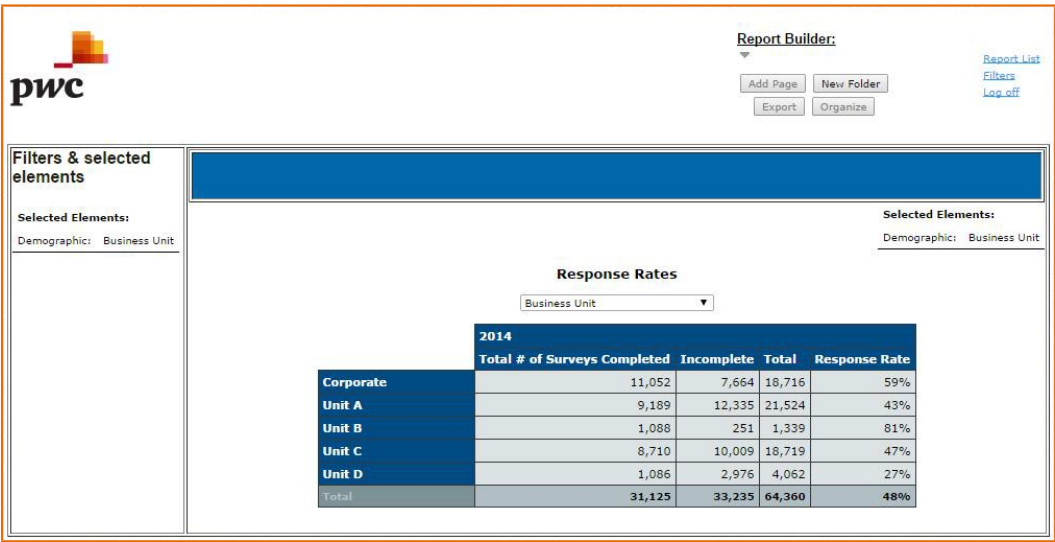 pwc
Report Builder:
Add Page New Folder
Export Organize
Report List
Filters
Log off
Filters & selected
elements
Selected Elements:
Demographic: Business Unit
Selected Elements:
Demographic: Business Unit
Response Rates
Business Unit
2014
Total # of Surveys Completed Incomplete Total Response Rate
Corporate 11,052 7,664 18,716 59%
Unit A 9,189 12,335 21,524 43%
Unit B 1,088 251 1,339 81%
Unit C 8,710 10,009 18,719 47%
Unit D 1,086 2,976 4,062 27%
Total 31,125 33,235 64,360 48%